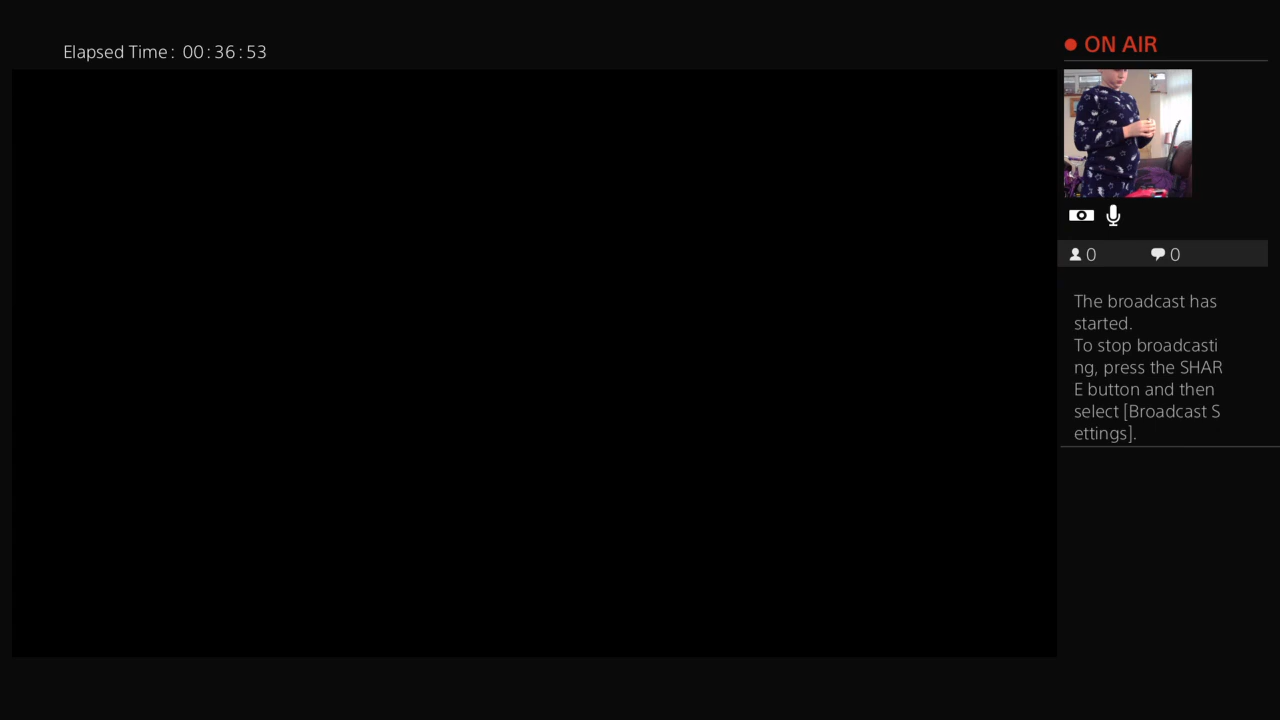 Elapsed Time: 00:36:53
ON AIR
0 0
The broadcast has
started.
To stop broadcasti
ng, press the SHAR
E button and then
select [Broadcast S
ettings].